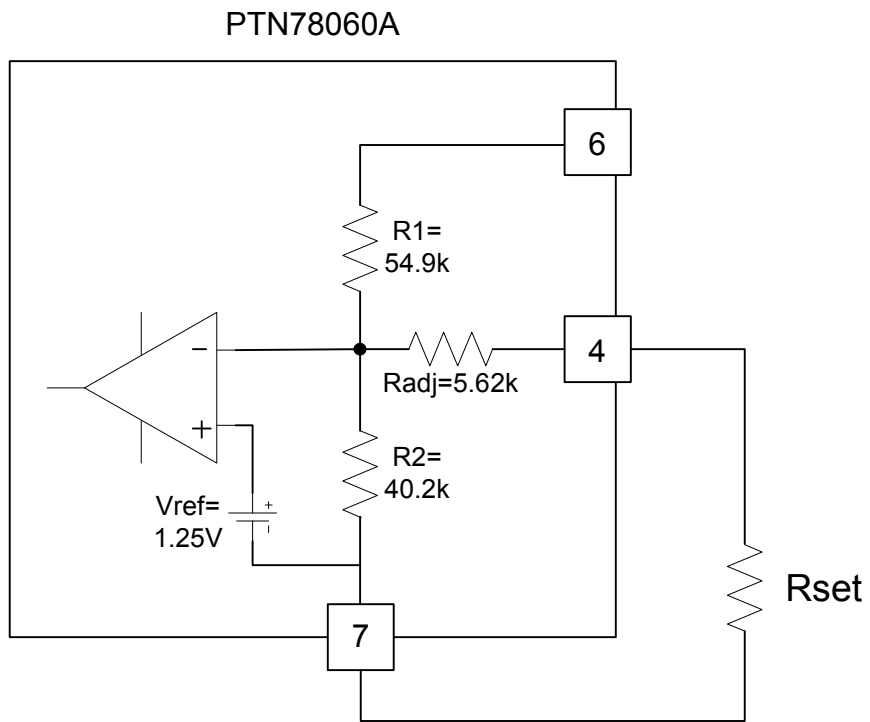 PTN78060A
6
R1=
54.9k
−
4
Radj=5.62k
+
R2=
40.2k
Vref=
1.25V
+
-
Rset
7